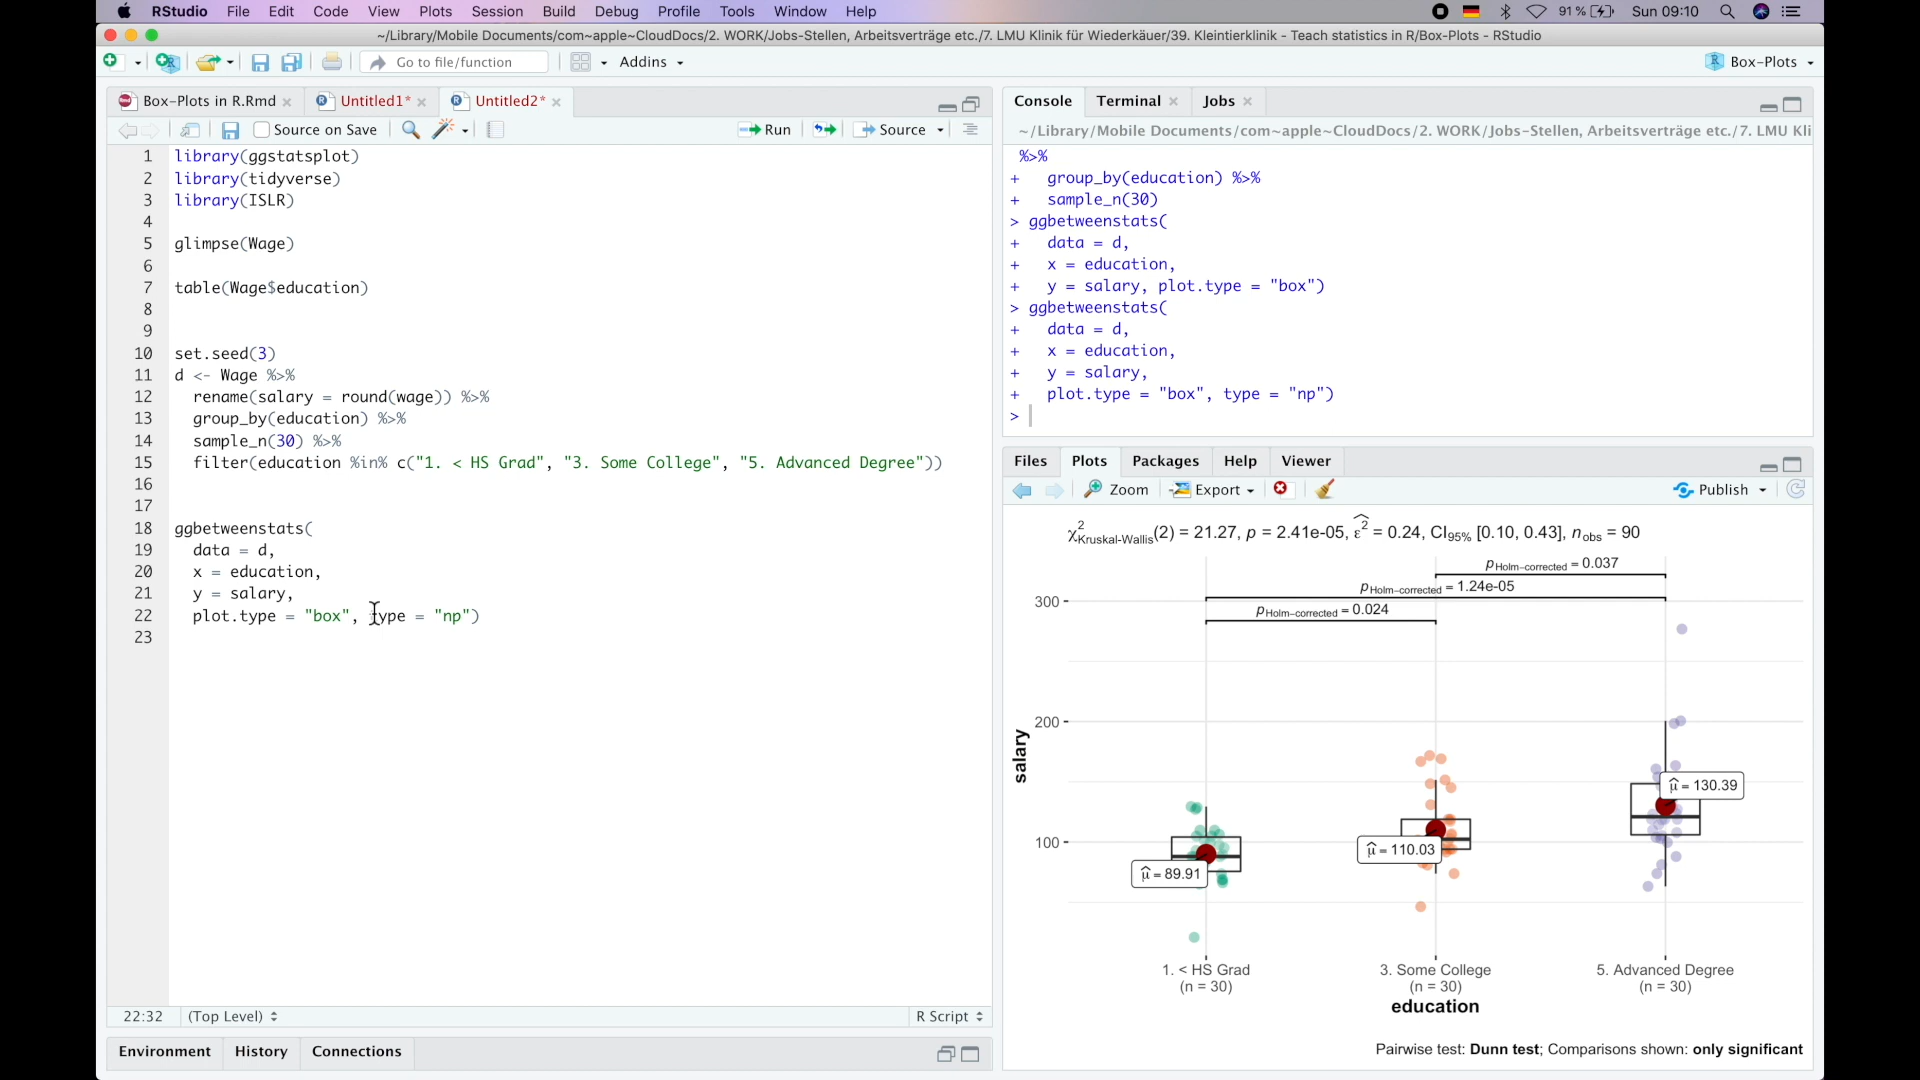 RStudio File Edit Code View Plots Session Build Debug Profile Tools Window Help 91% Sun 09:10
~/Library/Mobile Documents/com~apple~CloudDocs/2. WORK/Jobs-Stellen, Arbeitsverträge etc./7. LMU Klinik für Wiederkäuer/39. Kleintierklinik - Teach statistics in R/Box-Plots - RStudio
Go to file/function Addins Box-Plots
Box-Plots in R.Rmd Untitled1* Untitled2*
Source on Save Run Source
1 library(ggstatsplot)
2 library(tidyverse)
3 library(ISLR)
4
5 glimpse(Wage)
6
7 table(Wage$education)
8
9
10 set.seed(3)
11 d <- Wage %>%
12 rename(salary = round(wage)) %>%
13 group_by(education) %>%
14 sample_n(30) %>%
15 filter(education %in% c("1. < HS Grad", "3. Some College", "5. Advanced Degree"))
16
17
18 ggbetweenstats(
19 data = d,
20 x = education,
21 y = salary,
22 plot.type = "box", type = "np")
23
22:32 (Top Level) R Script
Environment History Connections
Console Terminal Jobs
~/Library/Mobile Documents/com~apple~CloudDocs/2. WORK/Jobs-Stellen, Arbeitsverträge etc./7. LMU Kli
%>%
+ group_by(education) %>%
+ sample_n(30)
> ggbetweenstats(
+ data = d,
+ x = education,
+ y = salary, plot.type = "box")
> ggbetweenstats(
+ data = d,
+ x = education,
+ y = salary,
+ plot.type = "box", type = "np")
>
Files Plots Packages Help Viewer
Zoom Export Publish
χ²Kruskal-Wallis(2) = 21.27, p = 2.41e-05, ε̂² = 0.24, CI95% [0.10, 0.43], nobs = 90
pHolm-corrected = 0.037
pHolm-corrected = 1.24e-05
pHolm-corrected = 0.024
300
200
100
salary
μ̂ = 130.39
μ̂ = 110.03
μ̂ = 89.91
1. < HS Grad
(n = 30)
3. Some College
(n = 30)
5. Advanced Degree
(n = 30)
education
Pairwise test: Dunn test; Comparisons shown: only significant